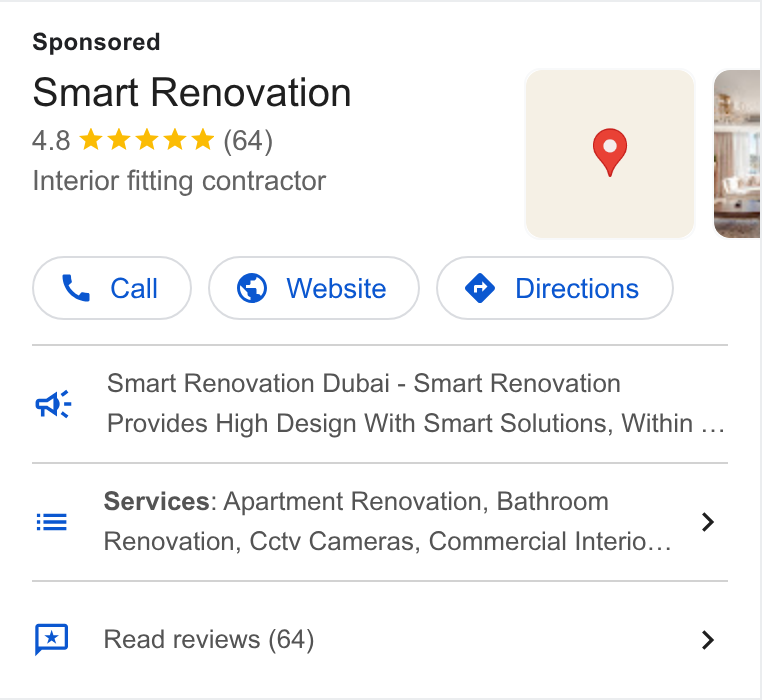 Sponsored
Smart Renovation
4.8 ★★★★★ (64)
Interior fitting contractor
Call
Website
Directions
Smart Renovation Dubai - Smart Renovation
Provides High Design With Smart Solutions, Within …
Services: Apartment Renovation, Bathroom
Renovation, Cctv Cameras, Commercial Interio…
Read reviews (64)